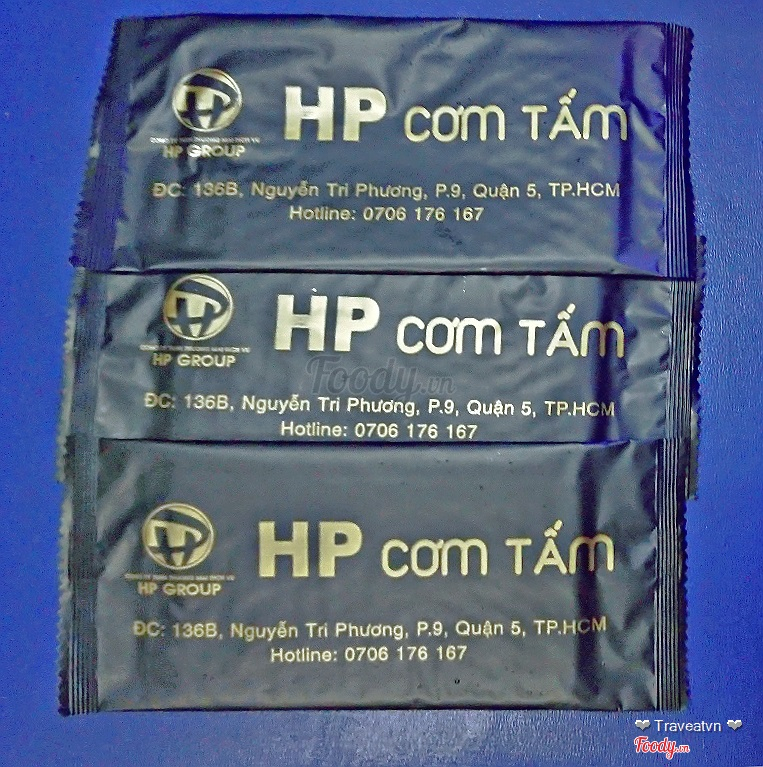 HP GROUP
HP CƠM TẤM
ĐC: 136B, Nguyễn Tri Phương, P.9, Quận 5, TP.HCM
Hotline: 0706 176 167
HP GROUP
HP CƠM TẤM
Foody.vn
ĐC: 136B, Nguyễn Tri Phương, P.9, Quận 5, TP.HCM
Hotline: 0706 176 167
HP GROUP
HP CƠM TẤM
ĐC: 136B, Nguyễn Tri Phương, P.9, Quận 5, TP.HCM
Hotline: 0706 176 167
❤ Traveatvn ❤
Foody.vn